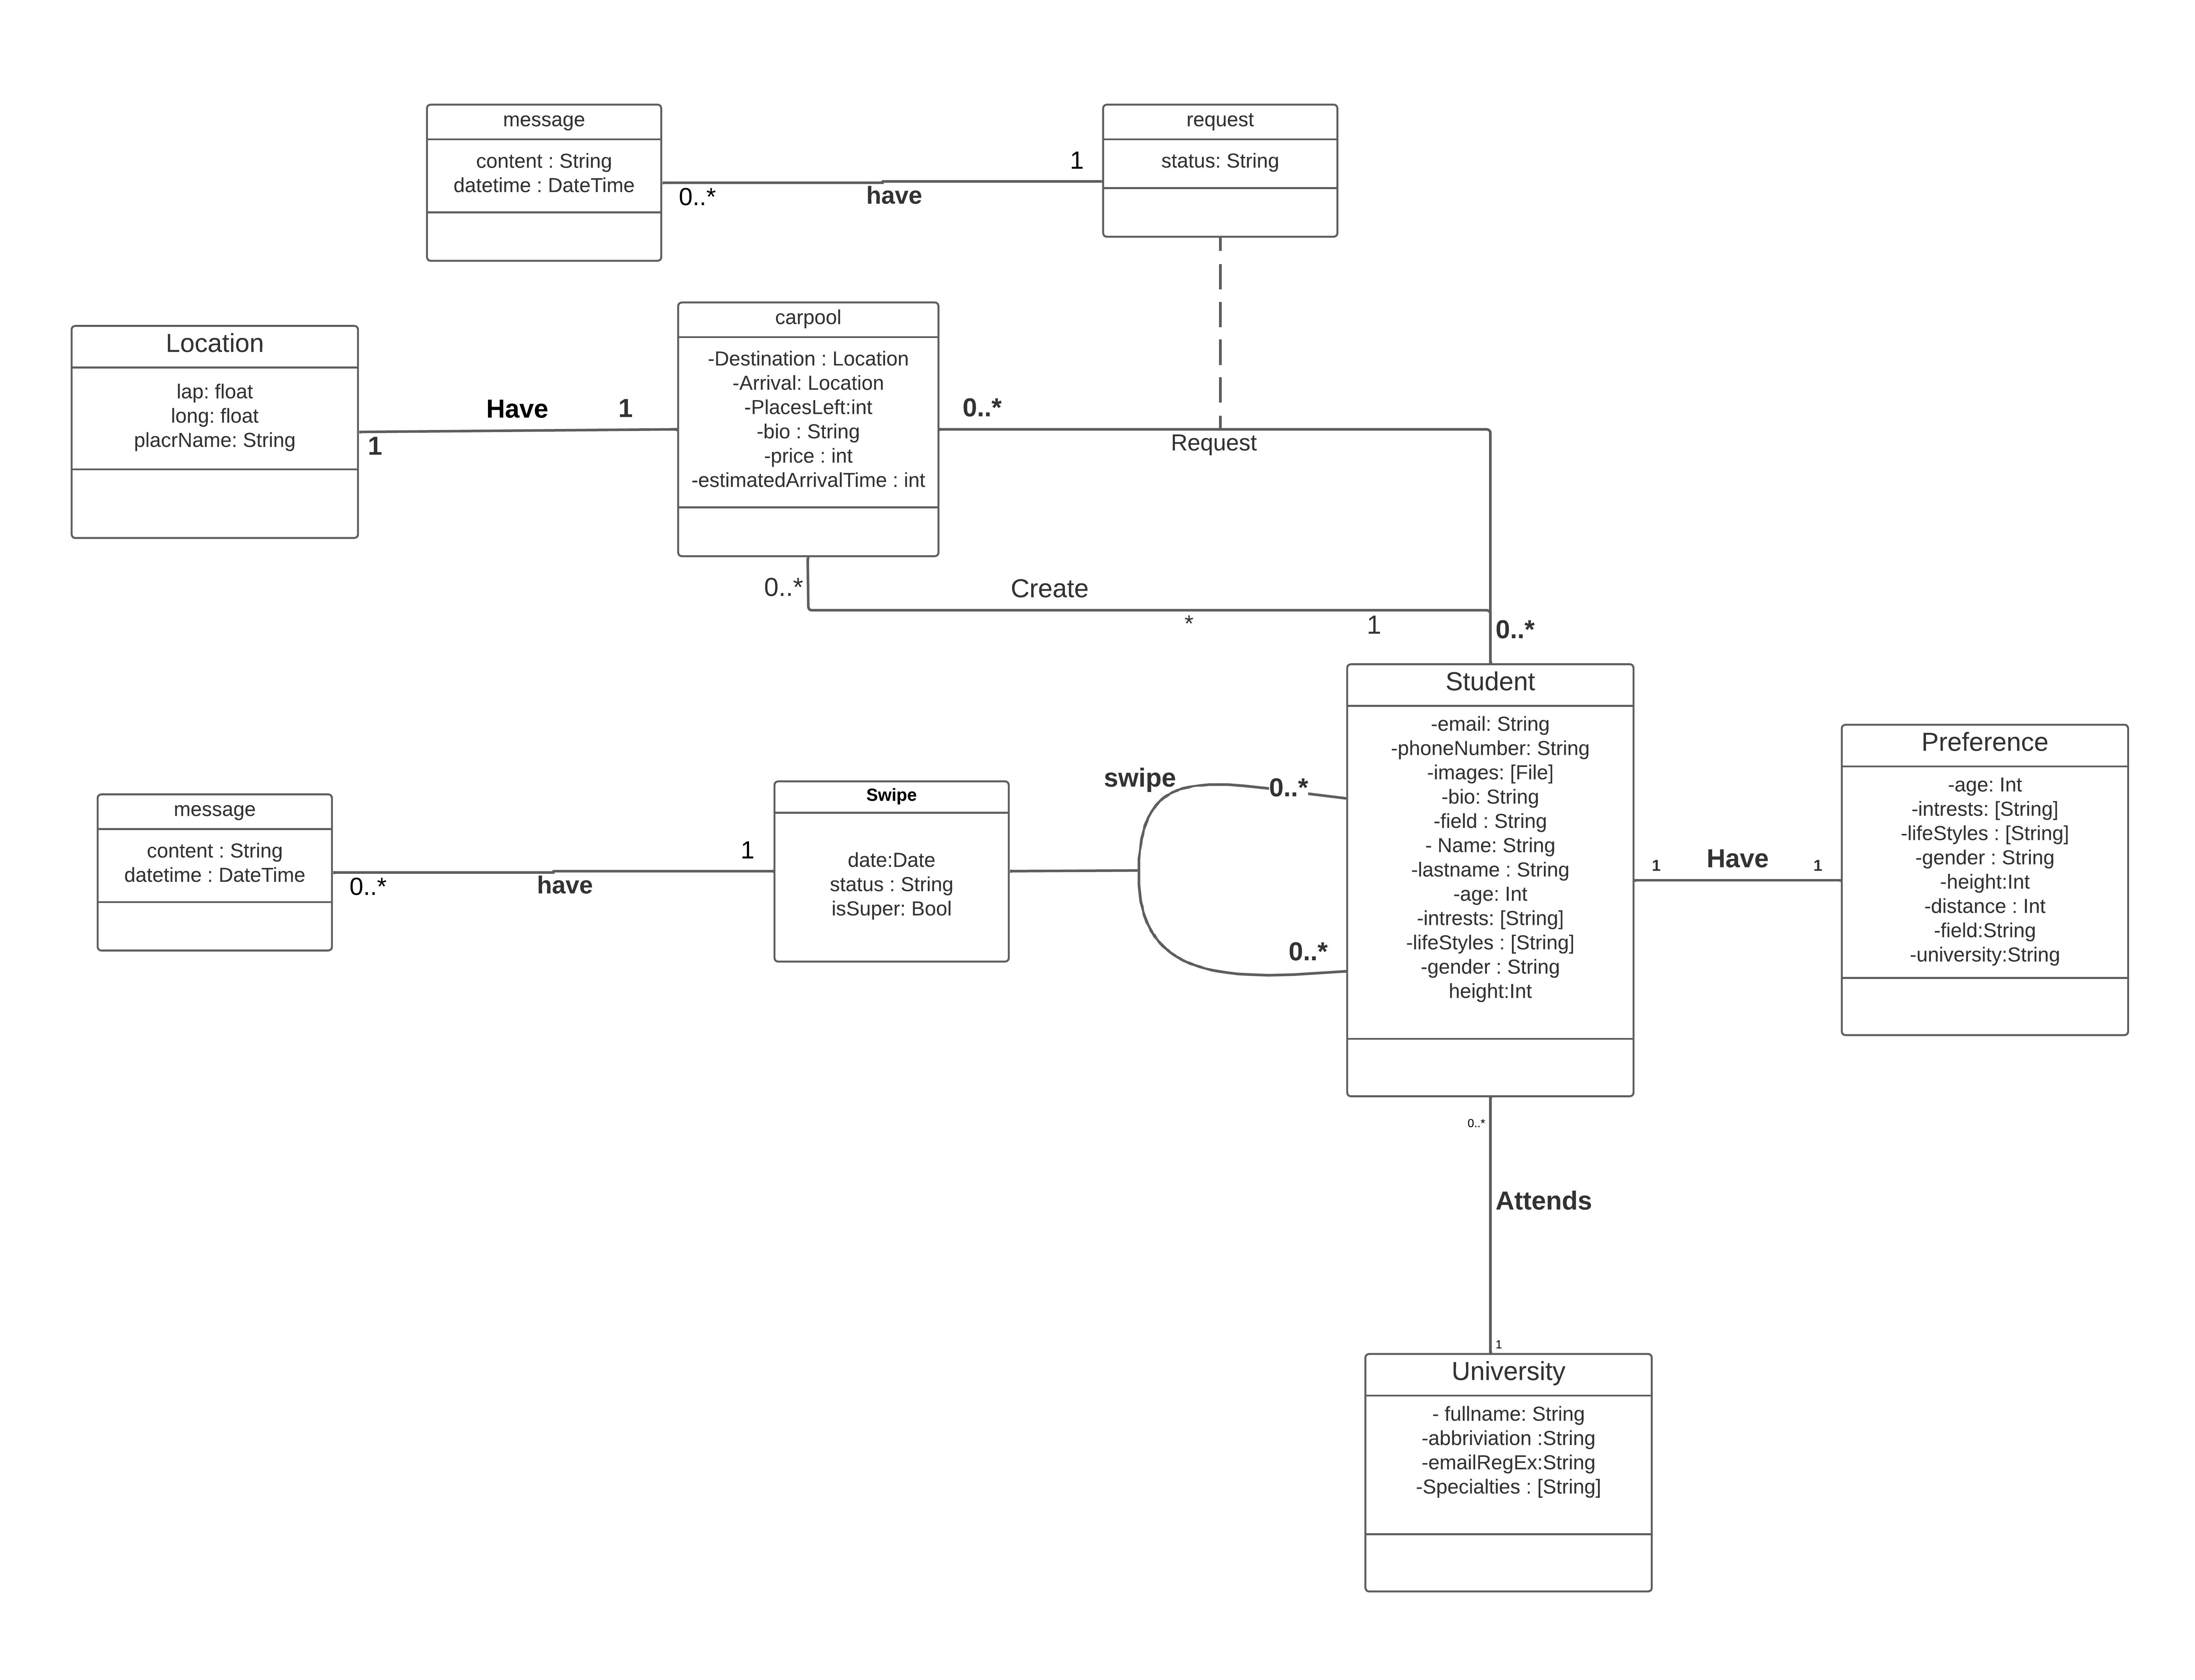 message
content : String
datetime : DateTime
0..*
have
1
request
status: String
Location
lap: float
long: float
placrName: String
1
Have
1
carpool
-Destination : Location
-Arrival: Location
-PlacesLeft:int
-bio : String
-price : int
-estimatedArrivalTime : int
0..*
Request
0..*
Create
*
1
0..*
Student
-email: String
-phoneNumber: String
-images: [File]
-bio: String
-field : String
- Name: String
-lastname : String
-age: Int
-intrests: [String]
-lifeStyles : [String]
-gender : String
height:Int
Preference
-age: Int
-intrests: [String]
-lifeStyles : [String]
-gender : String
-height:Int
-distance : Int
-field:String
-university:String
1
Have
1
swipe
0..*
0..*
Swipe
date:Date
status : String
isSuper: Bool
message
content : String
datetime : DateTime
0..*
have
1
0..*
Attends
1
University
- fullname: String
-abbriviation :String
-emailRegEx:String
-Specialties : [String]